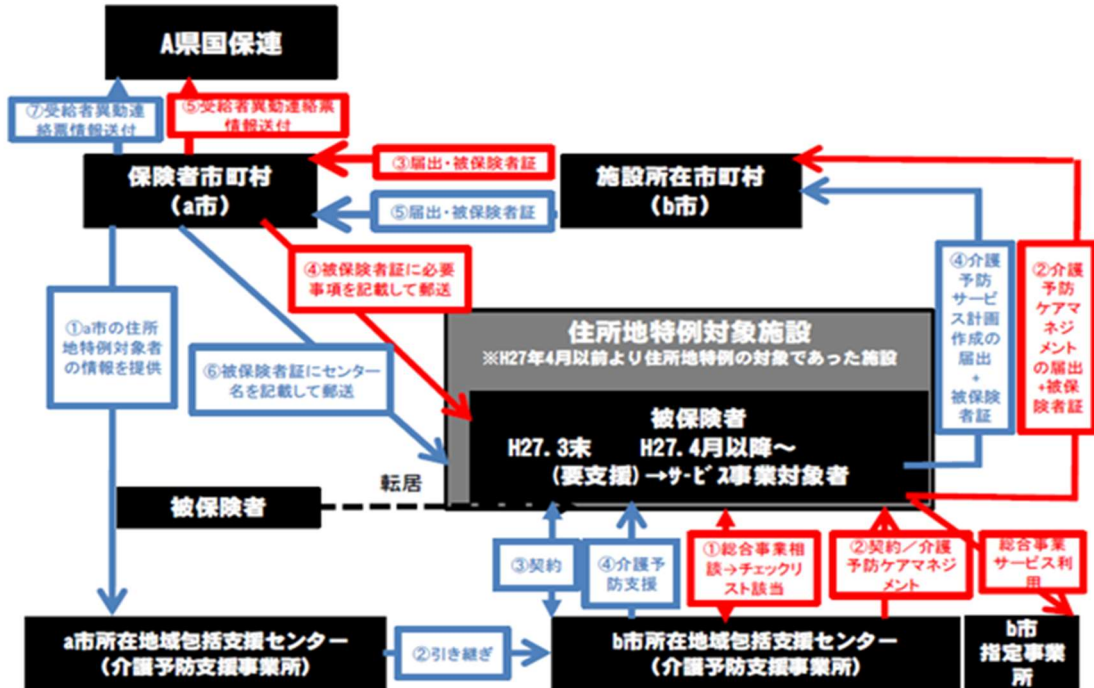 A県国保連
⑦受給者異動連
絡票情報送付
⑤受給者異動連絡票
情報送付
保険者市町村
(a市)
③届出・被保険者証
⑤届出・被保険者証
施設所在市町村
(b市)
④被保険者証に必要
事項を記載して郵送
①a市の住所
地特例対象者
の情報を提供
⑥被保険者証にセンター
名を記載して郵送
住所地特例対象施設
※H27年4月以前より住所地特例の対象であった施設
被保険者
H27.3末 H27.4月以降～
(要支援)→サービス事業対象者
④介護
予防
サービ
ス計画
作成の
届出
+
被保険
者証
②介護
予防
ケアマ
ネジ
メント
の届出
+被保
険者証
転居
被保険者
③契約
④介護予
防支援
①総合事業相
談→チェックリ
スト該当
②契約／介護
予防ケアマネジ
メント
総合事業
サービス利
用
a市所在地域包括支援センター
(介護予防支援事業所)
②引き継ぎ
b市所在地域包括支援センター
(介護予防支援事業所)
b市
指定事業
所